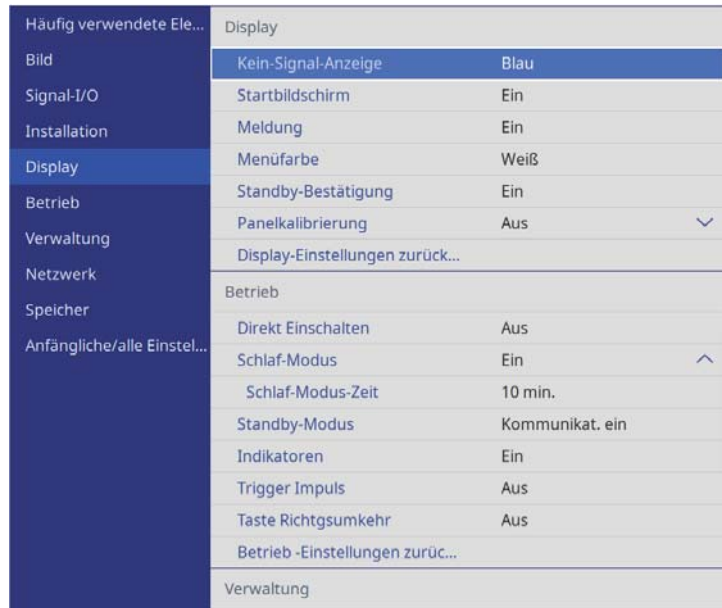 Häufig verwendete Ele...
Bild
Signal-I/O
Installation
Display
Betrieb
Verwaltung
Netzwerk
Speicher
Anfängliche/alle Einstel...
Display
Kein-Signal-Anzeige Blau
Startbildschirm Ein
Meldung Ein
Menüfarbe Weiß
Standby-Bestätigung Ein
Panelkalibrierung Aus
Display-Einstellungen zurück...
Betrieb
Direkt Einschalten Aus
Schlaf-Modus Ein
Schlaf-Modus-Zeit 10 min.
Standby-Modus Kommunikat. ein
Indikatoren Ein
Trigger Impuls Aus
Taste Richtgsumkehr Aus
Betrieb -Einstellungen zurüc...
Verwaltung